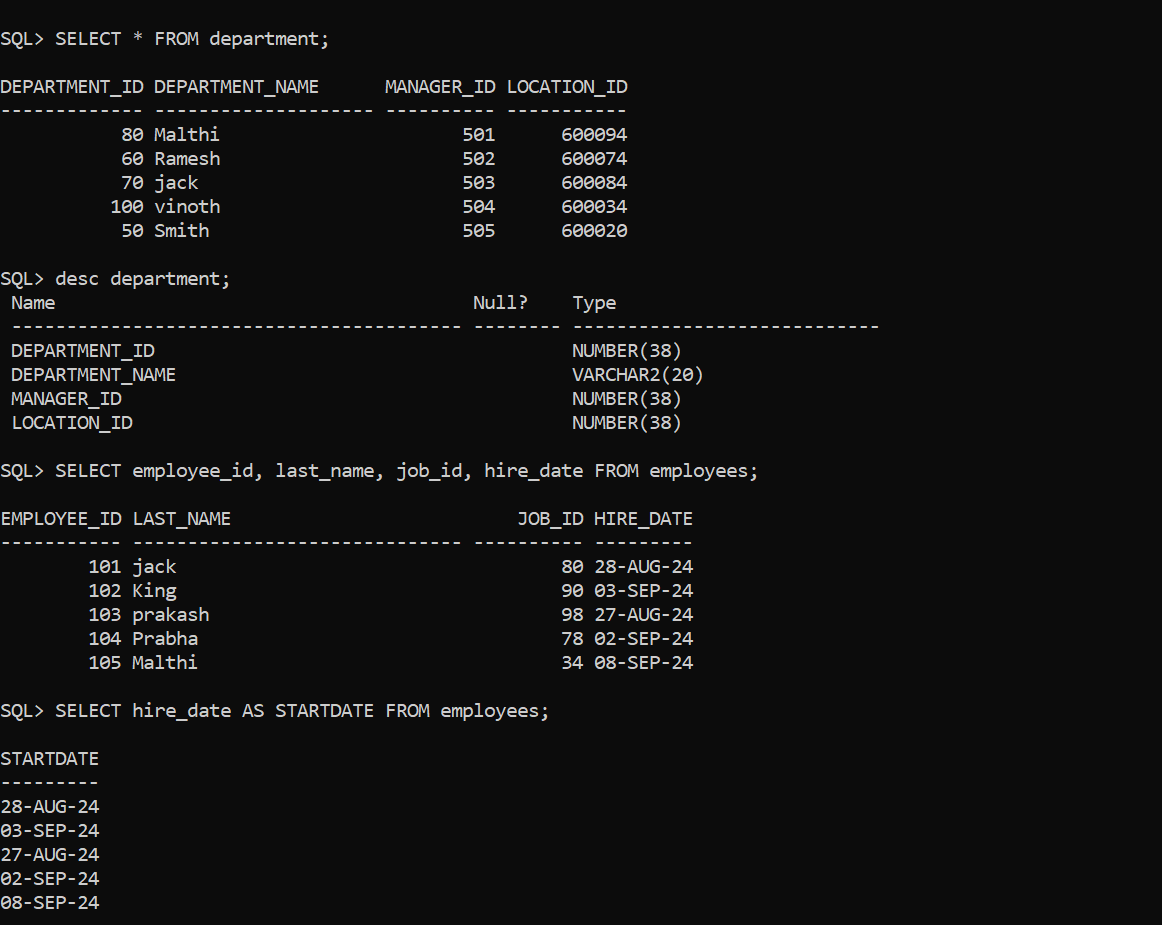 SQL> SELECT * FROM department;
DEPARTMENT_ID DEPARTMENT_NAME      MANAGER_ID LOCATION_ID
------------- -------------------- ---------- -----------
           80 Malthi                      501      600094
           60 Ramesh                      502      600074
           70 jack                        503      600084
          100 vinoth                      504      600034
           50 Smith                       505      600020
SQL> desc department;
 Name                                      Null?    Type
 ----------------------------------------- -------- ----------------------------
 DEPARTMENT_ID                                      NUMBER(38)
 DEPARTMENT_NAME                                    VARCHAR2(20)
 MANAGER_ID                                         NUMBER(38)
 LOCATION_ID                                        NUMBER(38)
SQL> SELECT employee_id, last_name, job_id, hire_date FROM employees;
EMPLOYEE_ID LAST_NAME                          JOB_ID HIRE_DATE
----------- ------------------------------ ---------- ---------
        101 jack                                   80 28-AUG-24
        102 King                                   90 03-SEP-24
        103 prakash                                98 27-AUG-24
        104 Prabha                                 78 02-SEP-24
        105 Malthi                                 34 08-SEP-24
SQL> SELECT hire_date AS STARTDATE FROM employees;
STARTDATE
---------
28-AUG-24
03-SEP-24
27-AUG-24
02-SEP-24
08-SEP-24